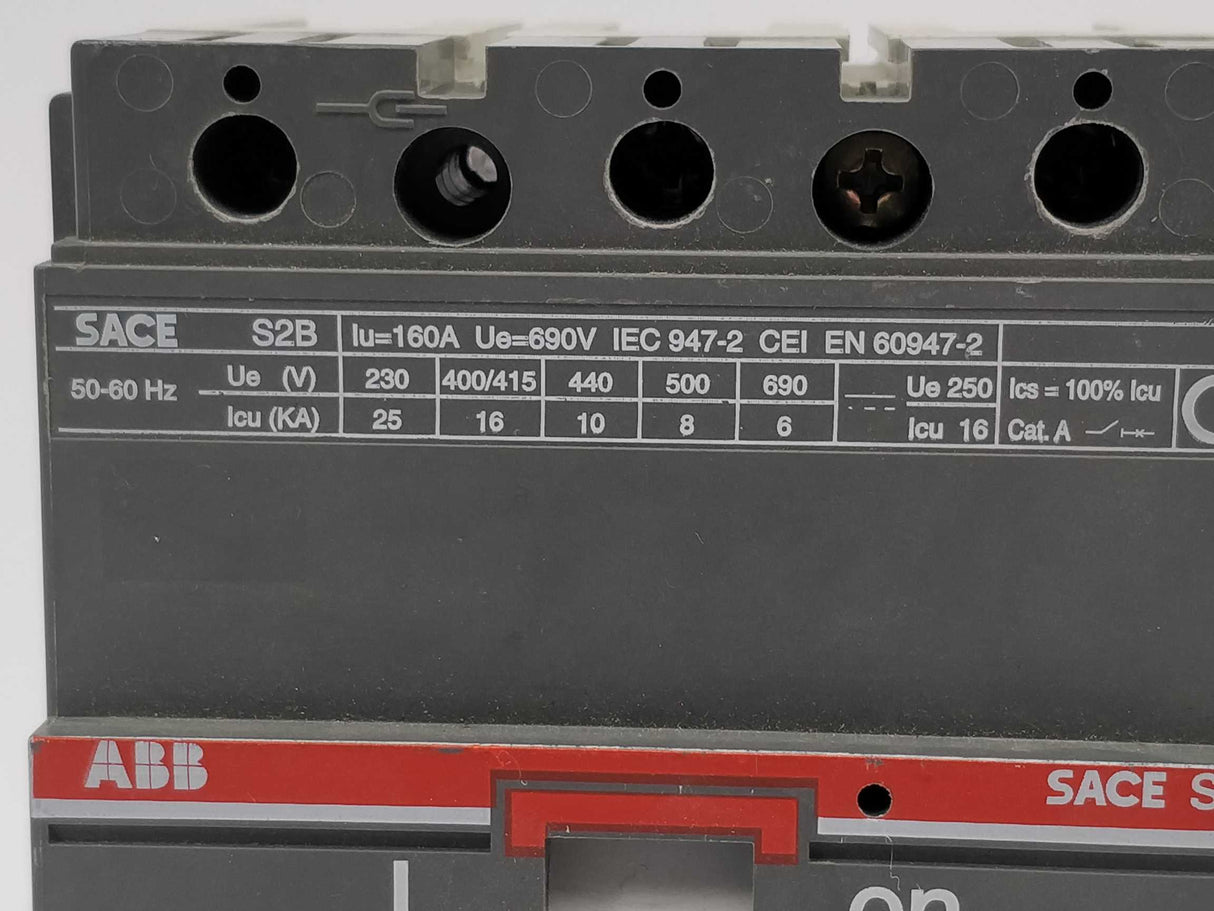 SACE S2B Iu=160A Ue=690V IEC 947-2 CEI EN 60947-2
50-60 Hz Ue (V) 230 400/415 440 500 690 Ue 250 Ics = 100% Icu
Icu (KA) 25 16 10 8 6 Icu 16 Cat. A
ABB SACE S
I on